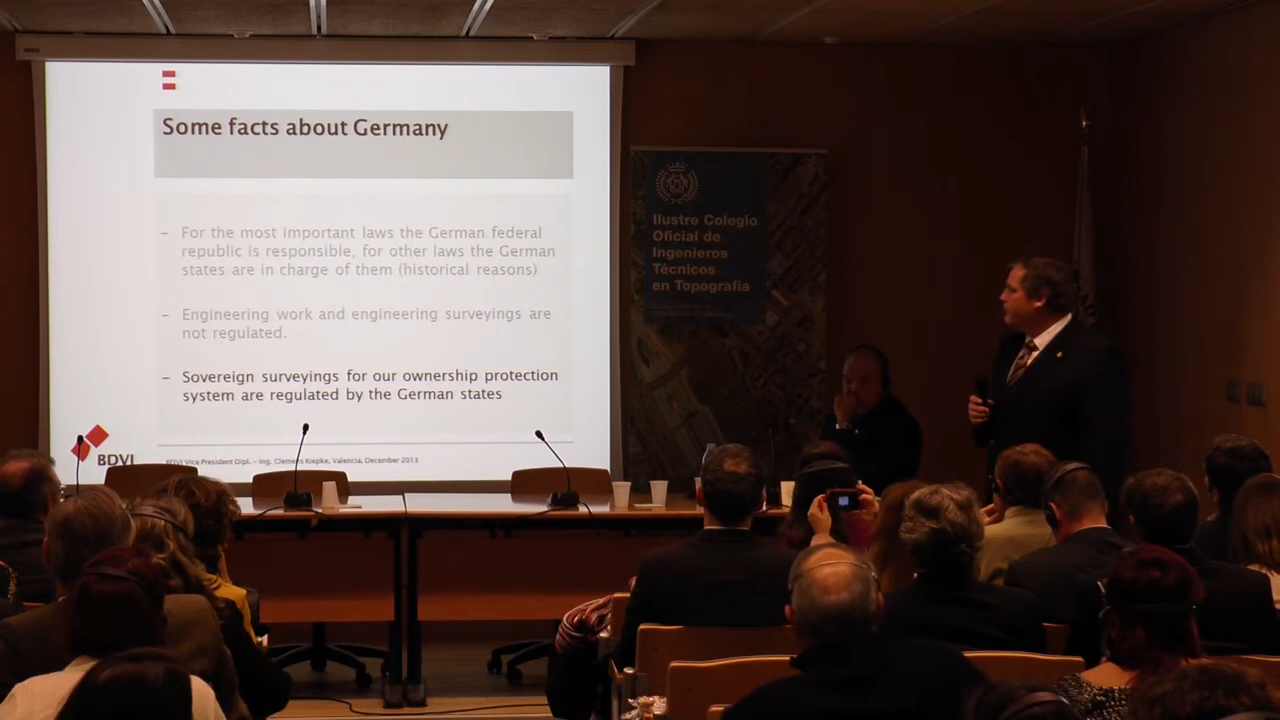 Some facts about Germany
– For the most important laws the German federal
republic is responsible, for other laws the German
states are in charge of them (historical reasons)
– Engineering work and engineering surveyings are
not regulated.
– Sovereign surveyings for our ownership protection
system are regulated by the German states
BDVI
BDVI Vice President Dipl. – Ing. Clemens Kiepke, Valencia, December 2013
Ilustre Colegio
Oficial de
Ingenieros
Técnicos
en Topografía